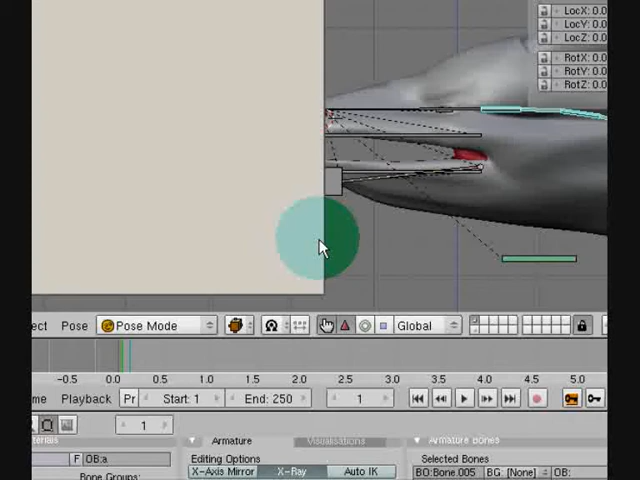 LocX: 0.0
LocY: 0.0
LocZ: 0.0
RotX: 0.0
RotY: 0.0
RotZ: 0.0
ect Pose Pose Mode Global
-0.5 0.0 0.5 1.0 1.5 2.0 2.5 3.0 3.5 4.0 4.5 5.0
me Playback Pr Start: 1 End: 250 1
1
Armature Visualisations Armature Bones
F OB:a Editing Options Selected Bones
Bone Groups: X-Axis Mirror X-Ray Auto IK BO:Bone.005 BG: [None] OB: